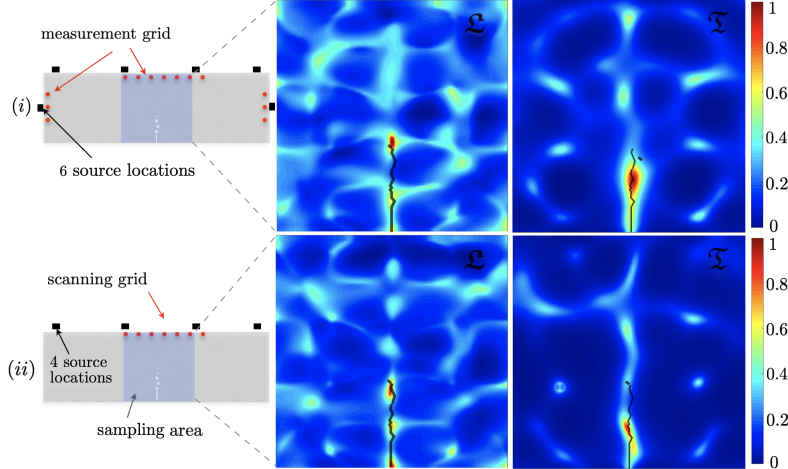 measurement grid
(i)
6 source locations
𝔏
𝔗
1
0.8
0.6
0.4
0.2
0
scanning grid
(ii)
4 source
locations
sampling area
𝔏
𝔗
1
0.8
0.6
0.4
0.2
0